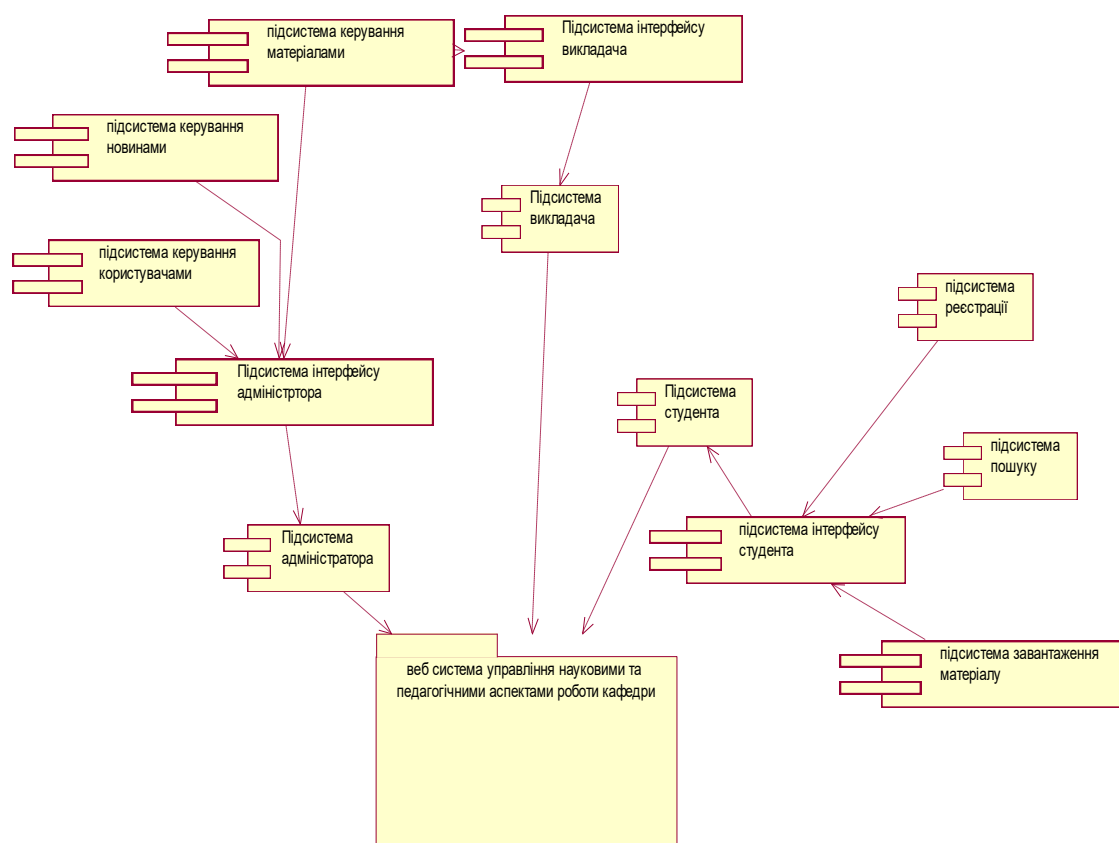 підсистема керування
матеріалами
Підсистема інтерфейсу
викладача
підсистема керування
новинами
Підсистема
викладача
підсистема керування
користувачами
підсистема
реєстрації
Підсистема інтерфейсу
адміністртора
Підсистема
студента
підсистема
пошуку
підсистема інтерфейсу
студента
Підсистема
адміністратора
підсистема завантаження
матеріалу
веб система управління науковими та
педагогічними аспектами роботи кафедри